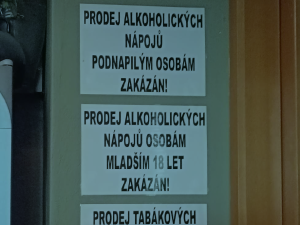 PRODEJ ALKOHOLICKÝCH
NÁPOJŮ
PODNAPILÝM OSOBÁM
ZAKÁZÁN!
PRODEJ ALKOHOLICKÝCH
NÁPOJŮ OSOBÁM
MLADŠÍM 18 LET
ZAKÁZÁN!
PRODEJ TABÁKOVÝCH